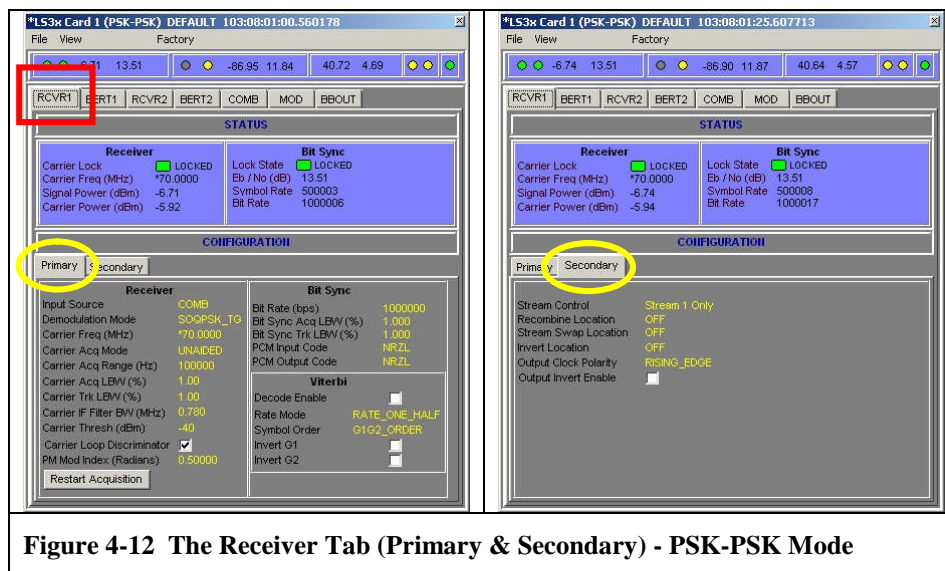 *LS3x Card 1 (PSK-PSK) DEFAULT 103:08:01:00.560178
File View Factory
6.71 13.51 -86.95 11.84 40.72 4.69
RCVR1 BERT1 RCVR2 BERT2 COMB MOD BBOUT
STATUS
Receiver Bit Sync
Carrier Lock LOCKED Lock State LOCKED
Carrier Freq (MHz) *70.0000 Eb / No (dB) 13.51
Signal Power (dBm) -6.71 Symbol Rate 500003
Carrier Power (dBm) -5.92 Bit Rate 1000006
CONFIGURATION
Primary Secondary
Receiver Bit Sync
Input Source COMB Bit Rate (bps) 1000000
Demodulation Mode SOQPSK_TG Bit Sync Acq LBW (%) 1.000
Carrier Freq (MHz) *70.0000 Bit Sync Trk LBW (%) 1.000
Carrier Acq Mode UNAIDED PCM Input Code NRZL
Carrier Acq Range (Hz) 100000 PCM Output Code NRZL
Carrier Acq LBW (%) 1.00 Viterbi
Carrier Trk LBW (%) 1.00 Decode Enable
Carrier IF Filter BW (MHz) 0.780 Rate Mode RATE_ONE_HALF
Carrier Thresh (dBm) -40 Symbol Order G1G2_ORDER
Carrier Loop Discriminator Invert G1
PM Mod Index (Radians) 0.50000 Invert G2
Restart Acquisition
*LS3x Card 1 (PSK-PSK) DEFAULT 103:08:01:25.607713
File View Factory
-6.74 13.51 -86.90 11.87 40.64 4.57
RCVR1 BERT1 RCVR2 BERT2 COMB MOD BBOUT
STATUS
Receiver Bit Sync
Carrier Lock LOCKED Lock State LOCKED
Carrier Freq (MHz) *70.0000 Eb / No (dB) 13.51
Signal Power (dBm) -6.74 Symbol Rate 500008
Carrier Power (dBm) -5.94 Bit Rate 1000017
CONFIGURATION
Primary Secondary
Stream Control Stream 1 Only
Recombine Location OFF
Stream Swap Location OFF
Invert Location OFF
Output Clock Polarity RISING_EDGE
Output Invert Enable
Figure 4-12 The Receiver Tab (Primary & Secondary) - PSK-PSK Mode